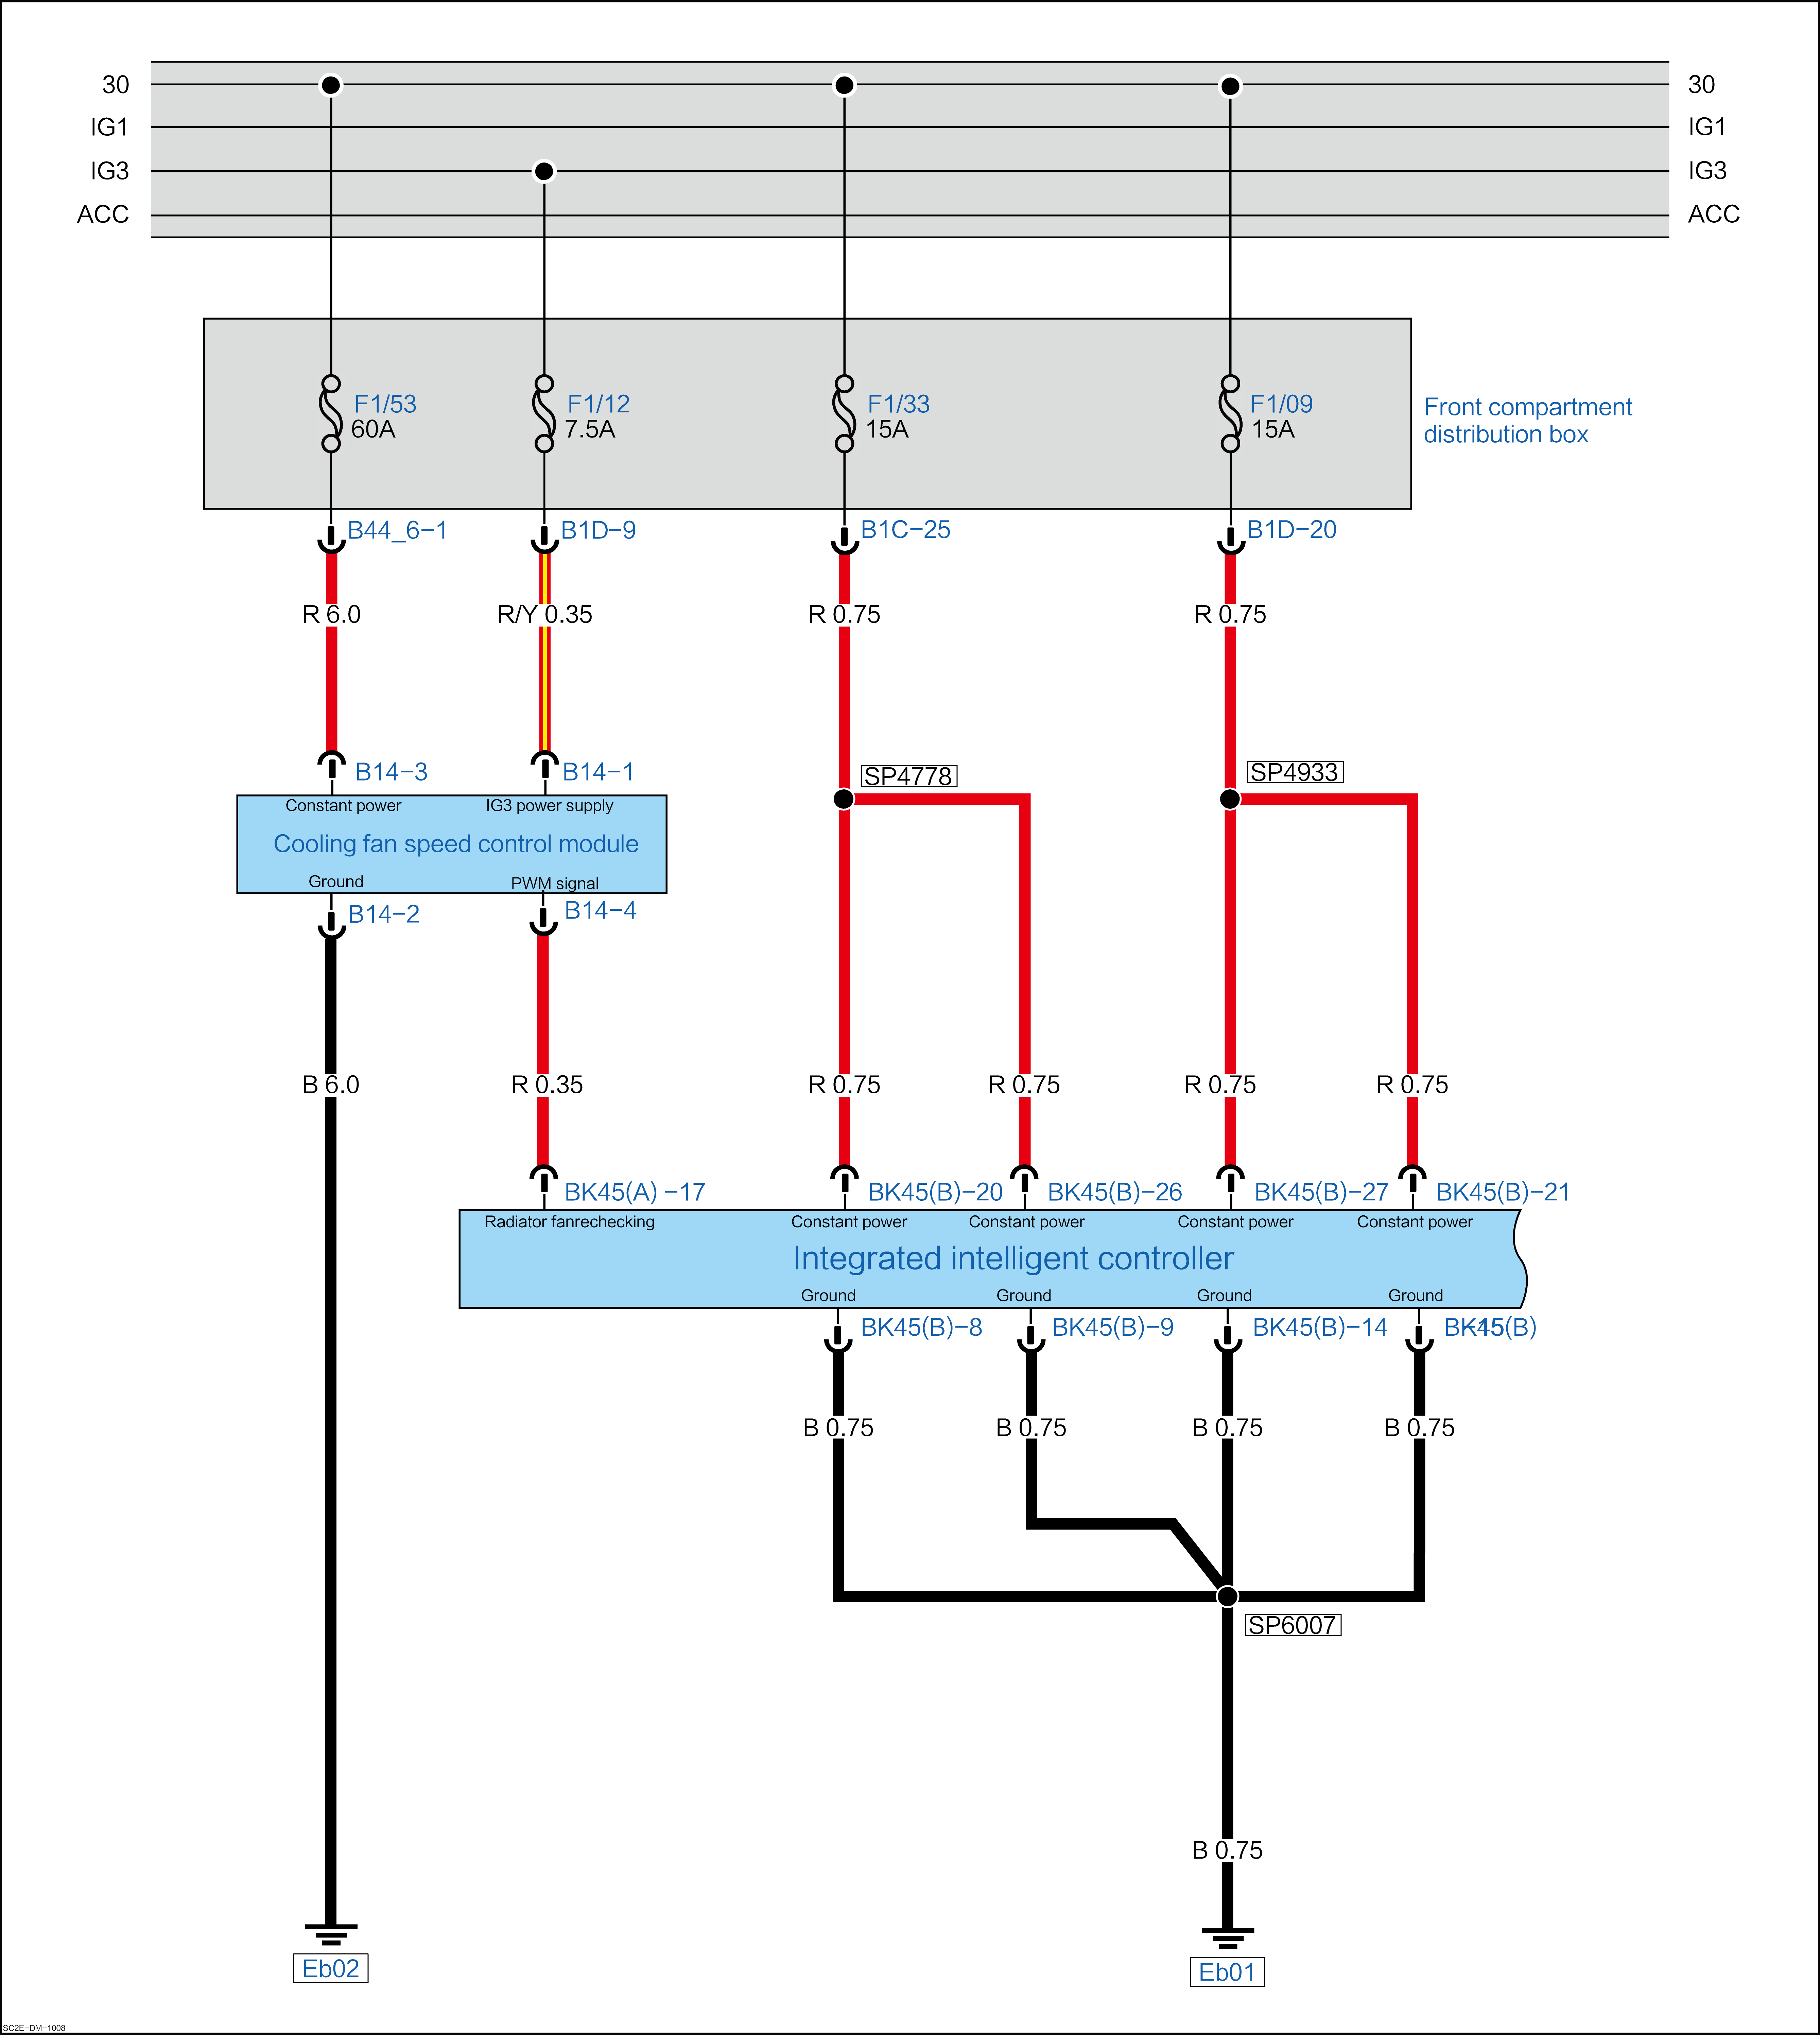 30 30
IG1 IG1
IG3 IG3
ACC ACC
F1/53 F1/12 F1/33 F1/09
60A 7.5A 15A 15A
Front compartment
distribution box
B44_6-1 B1D-9 B1C-25 B1D-20
R 6.0 R/Y 0.35 R 0.75 R 0.75
B14-3 B14-1 SP4778 SP4933
Constant power IG3 power supply
Cooling fan speed control module
Ground PWM signal
B14-2 B14-4
B 6.0 R 0.35 R 0.75 R 0.75 R 0.75 R 0.75
BK45(A) -17 BK45(B)-20 BK45(B)-26 BK45(B)-27 BK45(B)-21
Radiator fanrechecking Constant power Constant power Constant power Constant power
Integrated intelligent controller
Ground Ground Ground Ground
BK45(B)-8 BK45(B)-9 BK45(B)-14 BK45(B)
B 0.75 B 0.75 B 0.75 B 0.75
SP6007
B 0.75
Eb02 Eb01
SC2E-DM-1008